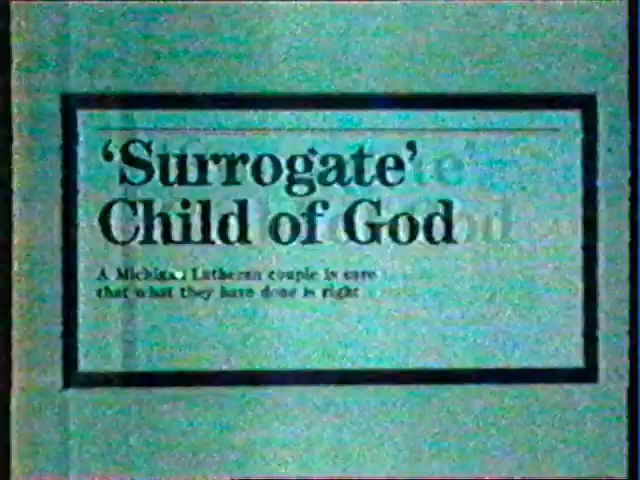 ‘Surrogate’
Child of God
A Michigan Lutheran couple is sure
that what they have done is right